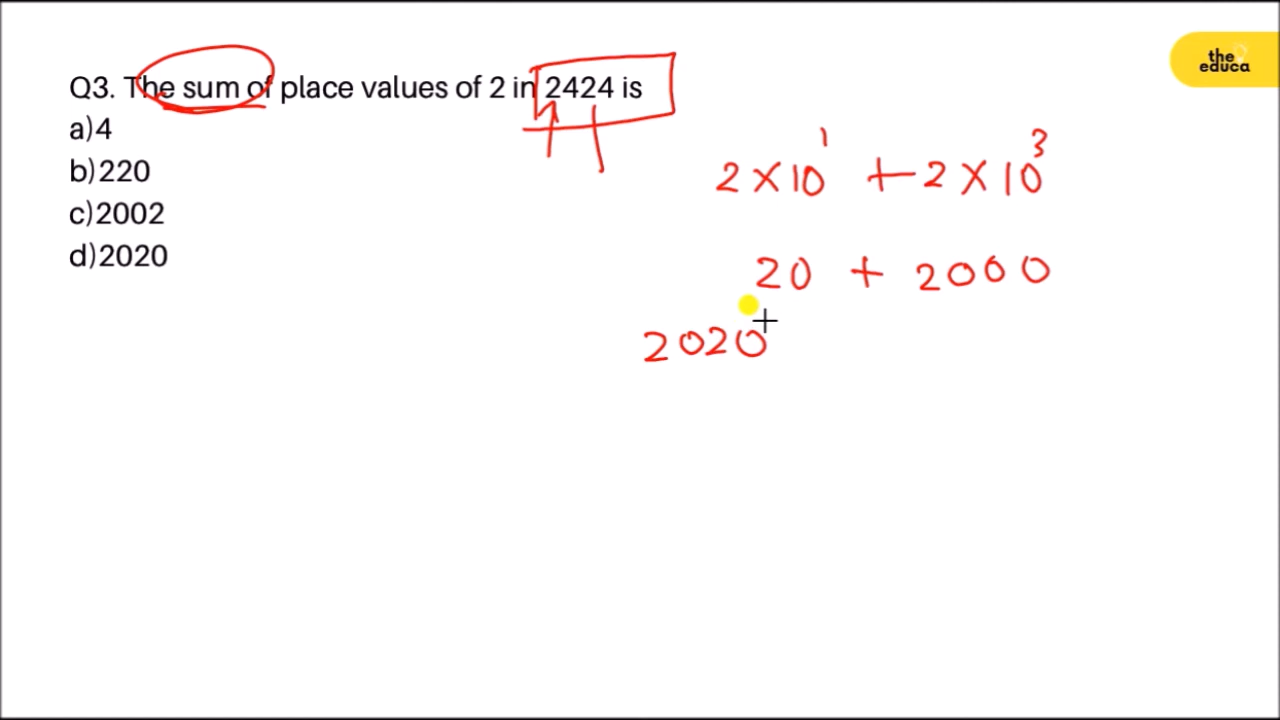 the
educa
Q3. The sum of place values of 2 in 2424 is
a)4
b)220
c)2002
d)2020
2 × 10¹ + 2 × 10³
20 + 2000
2020